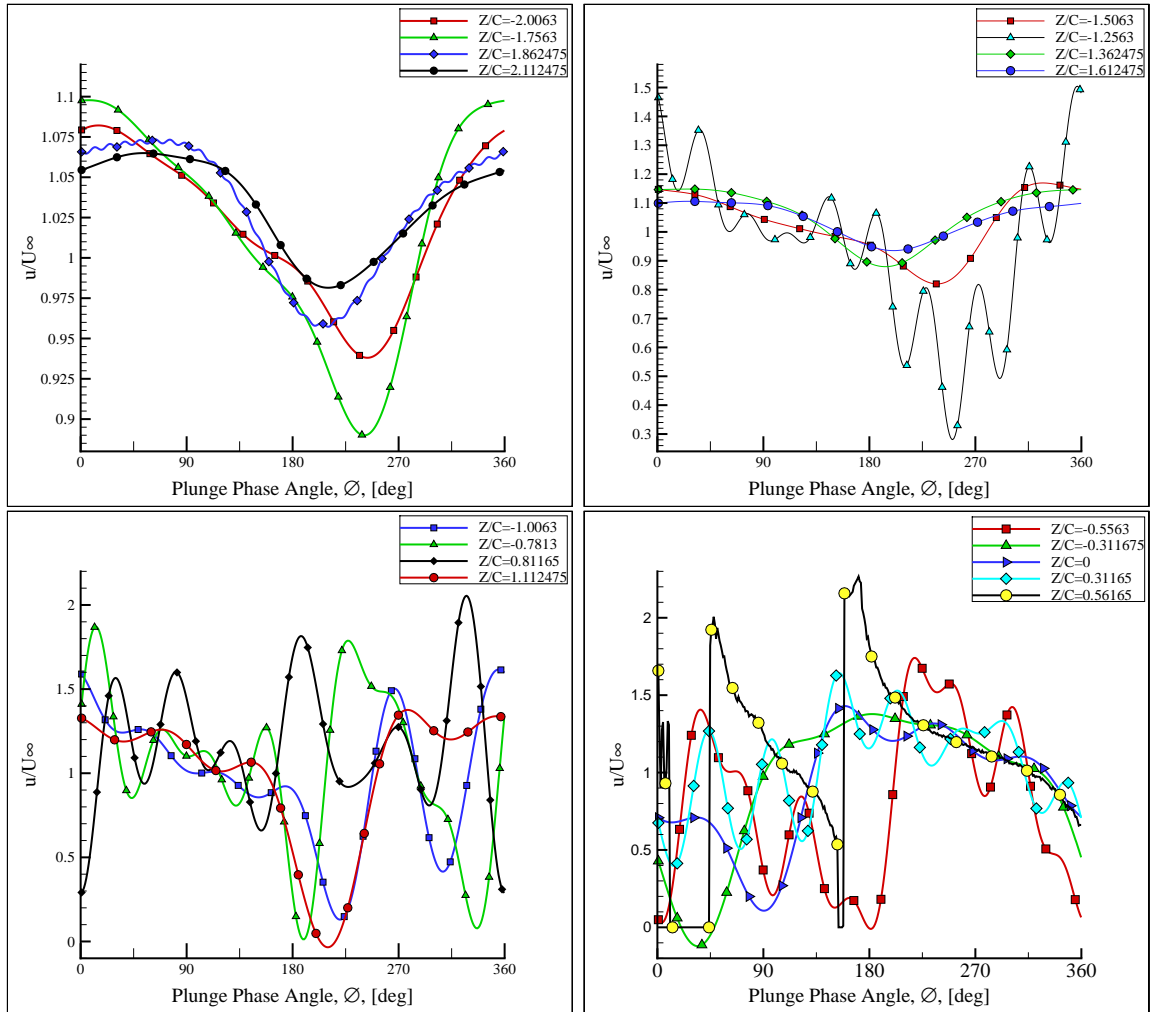 Z/C=-2.0063
Z/C=-1.7563
Z/C=1.862475
Z/C=2.112475
u/U∞
1.1
1.075
1.05
1.025
1
0.975
0.95
0.925
0.9
0 90 180 270 360
Plunge Phase Angle, ∅, [deg]
Z/C=-1.5063
Z/C=-1.2563
Z/C=1.362475
Z/C=1.612475
u/U∞
1.5
1.4
1.3
1.2
1.1
1
0.9
0.8
0.7
0.6
0.5
0.4
0.3
0 90 180 270 360
Plunge Phase Angle, ∅, [deg]
Z/C=-1.0063
Z/C=-0.7813
Z/C=0.81165
Z/C=1.112475
u/U∞
2
1.5
1
0.5
0
0 90 180 270 360
Plunge Phase Angle, ∅, [deg]
Z/C=-0.5563
Z/C=-0.311675
Z/C=0
Z/C=0.31165
Z/C=0.56165
u/U∞
2
1.5
1
0.5
0
0 90 180 270 360
Plunge Phase Angle, ∅, [deg]